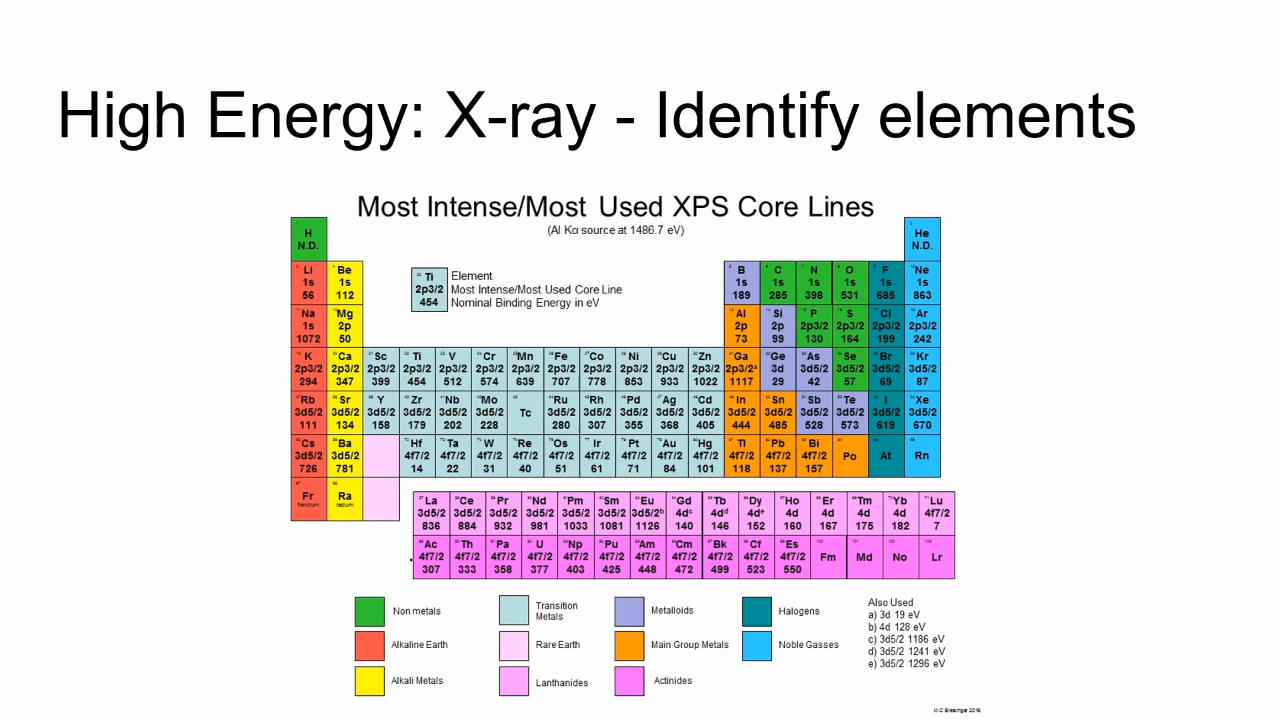 High Energy: X-ray - Identify elements
Most Intense/Most Used XPS Core Lines
(Al Kα source at 1486.7 eV)
H He
N.D. N.D.
Li Be B C N O F Ne
1s 1s 1s 1s 1s 1s 1s 1s
56 112 189 285 398 531 685 863
Ti Element
2p3/2 Most Intense/Most Used Core Line
454 Nominal Binding Energy in eV
Na Mg Al Si P S Cl Ar
1s 2p 2p 2p 2p3/2 2p3/2 2p3/2 2p3/2
1072 50 73 99 130 164 199 242
K Ca Sc Ti V Cr Mn Fe Co Ni Cu Zn Ga Ge As Se Br Kr
2p3/2 2p3/2 2p3/2 2p3/2 2p3/2 2p3/2 2p3/2 2p3/2 2p3/2 2p3/2 2p3/2 2p3/2 2p3/2ª 3d 3d5/2 3d5/2 3d5/2 3d5/2
294 347 399 454 512 574 639 707 778 853 933 1022 1117 29 42 57 69 87
Rb Sr Y Zr Nb Mo Tc Ru Rh Pd Ag Cd In Sn Sb Te I Xe
3d5/2 3d5/2 3d5/2 3d5/2 3d5/2 3d5/2 3d5/2 3d5/2 3d5/2 3d5/2 3d5/2 3d5/2 3d5/2 3d5/2 3d5/2 3d5/2 3d5/2
111 134 158 179 202 228 280 307 355 368 405 444 485 528 573 619 670
Cs Ba Hf Ta W Re Os Ir Pt Au Hg Tl Pb Bi Po At Rn
3d5/2 3d5/2 4f7/2 4f7/2 4f7/2 4f7/2 4f7/2 4f7/2 4f7/2 4f7/2 4f7/2 4f7/2 4f7/2 4f7/2
726 781 14 22 31 40 51 61 71 84 101 118 137 157
Fr Ra
francium radium
La Ce Pr Nd Pm Sm Eu Gd Tb Dy Ho Er Tm Yb Lu
3d5/2 3d5/2 3d5/2 3d5/2 3d5/2 3d5/2 3d5/2ᵇ 4dᶜ 4dᵈ 4dᵉ 4d 4d 4d 4d 4f7/2
836 884 932 981 1033 1081 1126 140 146 152 160 167 175 182 7
Ac Th Pa U Np Pu Am Cm Bk Cf Es Fm Md No Lr
4f7/2 4f7/2 4f7/2 4f7/2 4f7/2 4f7/2 4f7/2 4f7/2 4f7/2 4f7/2 4f7/2
307 333 358 377 403 425 448 472 499 523 550
Non metals
Alkaline Earth
Alkali Metals
Transition
Metals
Rare Earth
Lanthanides
Metalloids
Main Group Metals
Actinides
Halogens
Noble Gasses
Also Used
a) 3d 19 eV
b) 4d 128 eV
c) 3d5/2 1186 eV
d) 3d5/2 1241 eV
e) 3d5/2 1296 eV
M.C Biesinger 2016